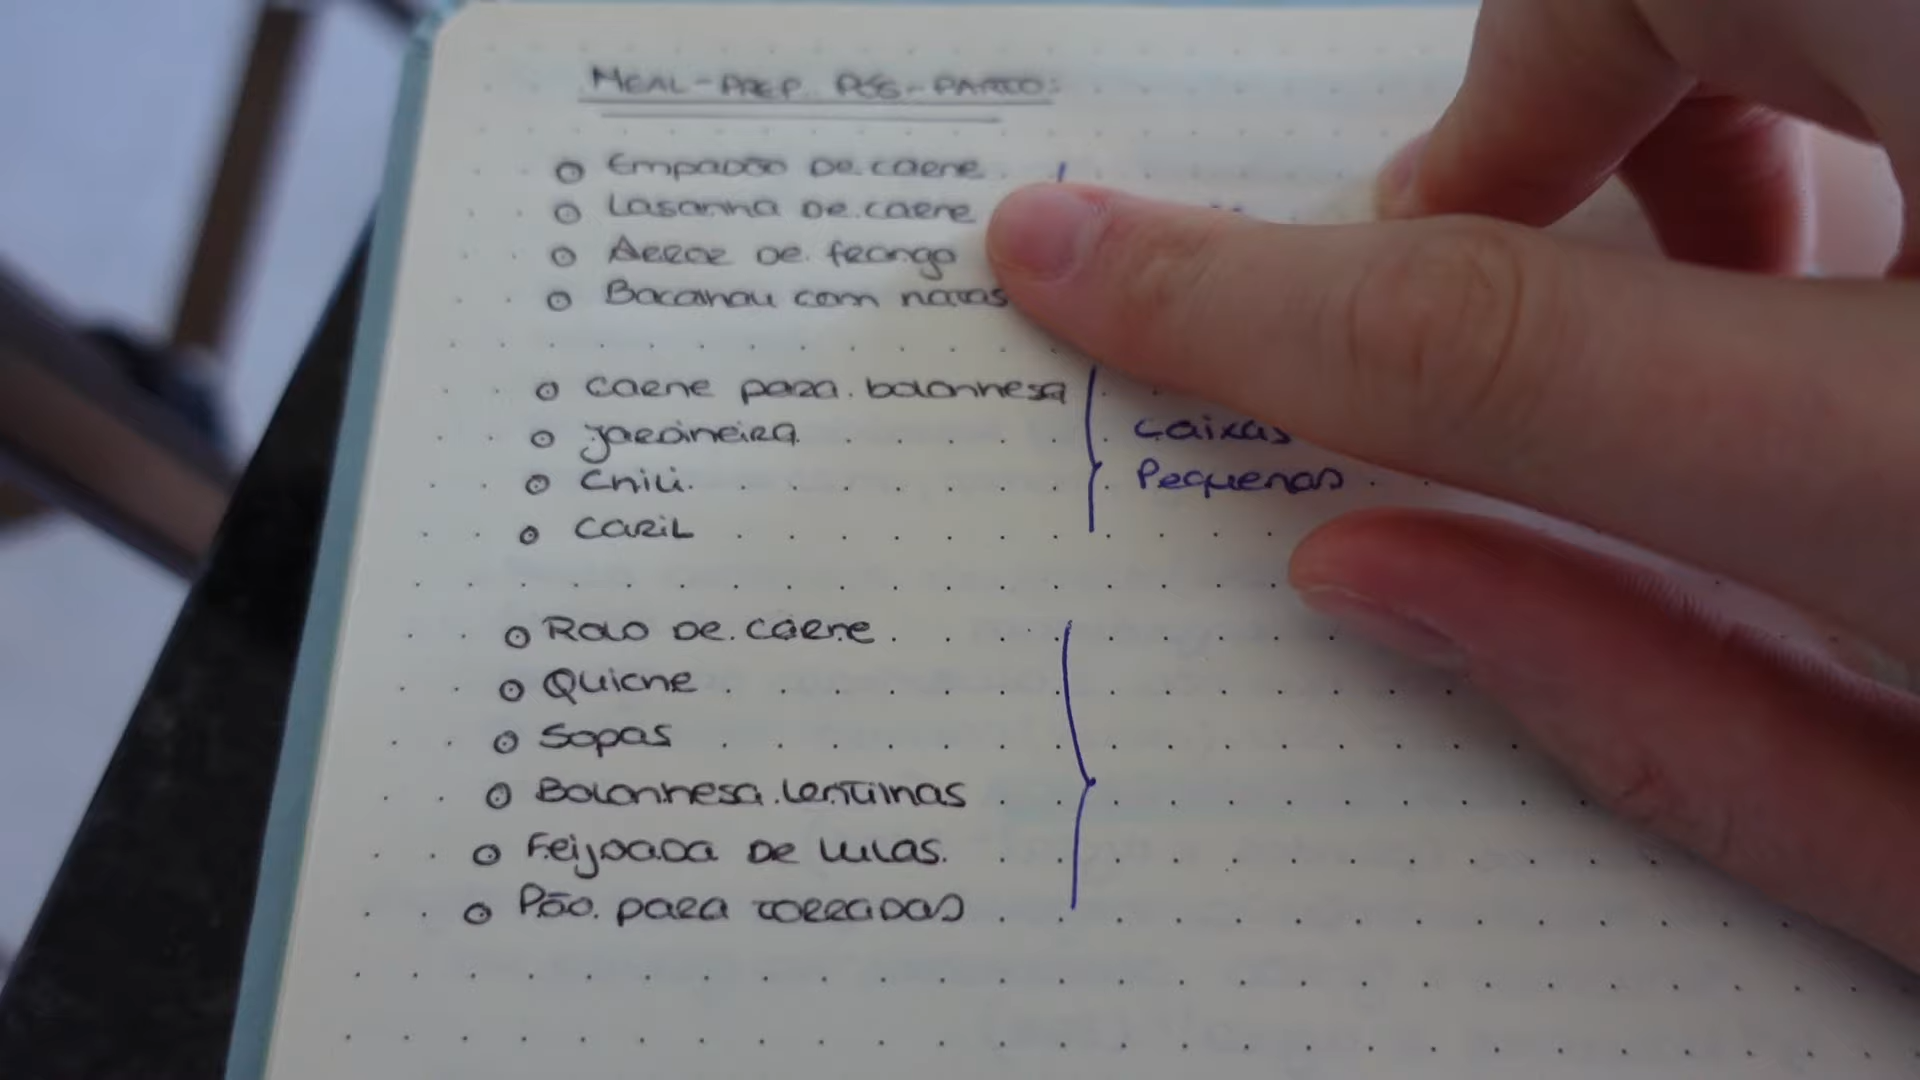 MEAL-PREP PÓS-PARTO:
Empadão de carne
Lasanha de carne
Arroz de frango
Bacalhau com natas
Carne para bolonhesa
Jardineira
Chili
Caril
Caixas
Pequenas
Rolo de carne
Quiche
Sopas
Bolonhesa lentilhas
Feijoada de lulas
Pão para torradas